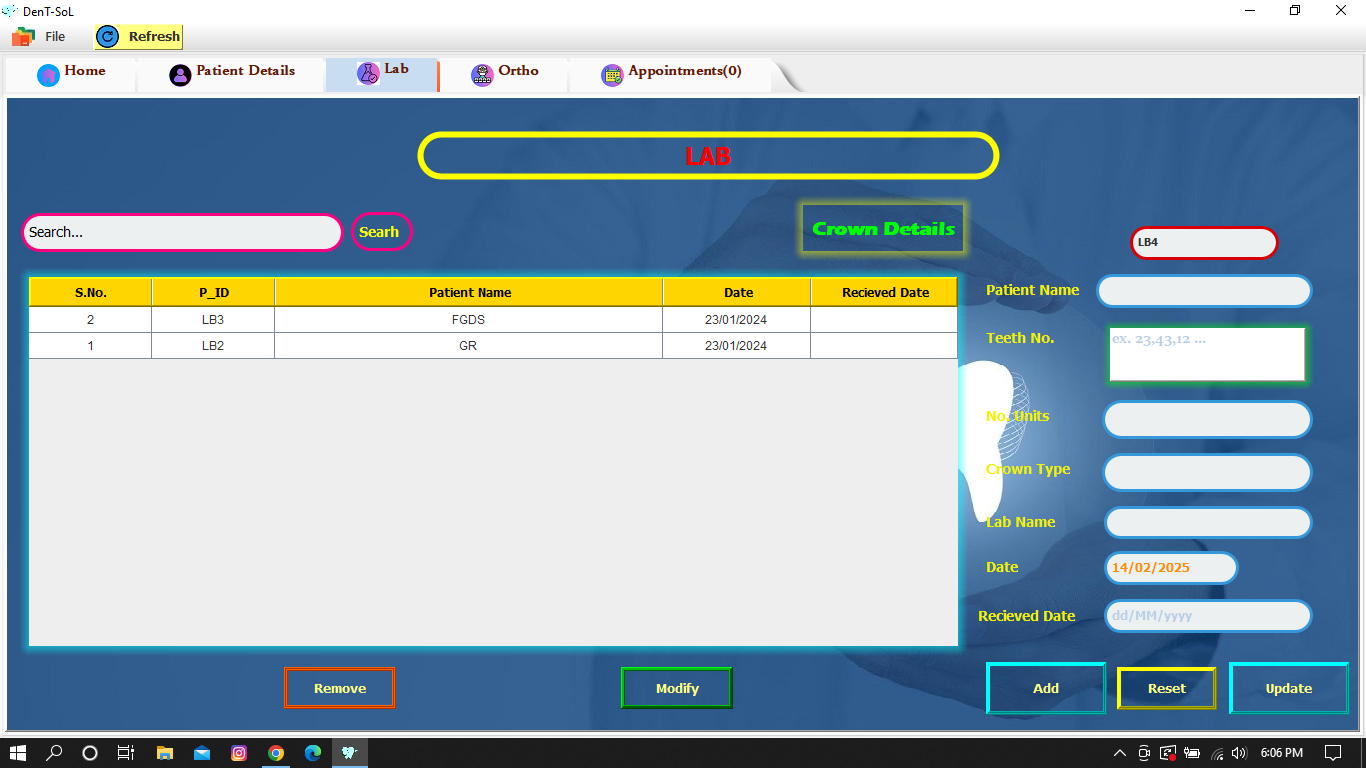 DenT-SoL
File Refresh
Home Patient Details Lab Ortho Appointments(0)
LAB
Search... Searh Crown Details LB4
S.No. P_ID Patient Name Date Recieved Date
2 LB3 FGDS 23/01/2024
1 LB2 GR 23/01/2024
Patient Name
Teeth No. ex. 23,43,12 ...
No. Units
Crown Type
Lab Name
Date 14/02/2025
Recieved Date dd/MM/yyyy
Remove Modify Add Reset Update
6:06 PM